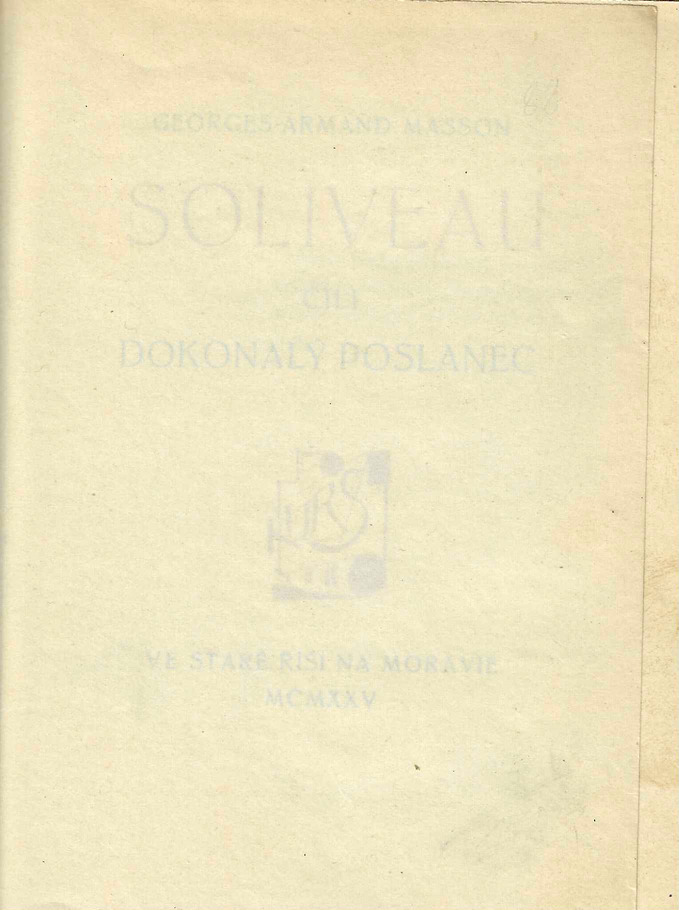 GEORGES-ARMAND MASSON
SOLIVEAU
ČILI
DOKONALÝ POSLANEC
VE STARÉ ŘÍŠI NA MORAVIE
MCMXXV